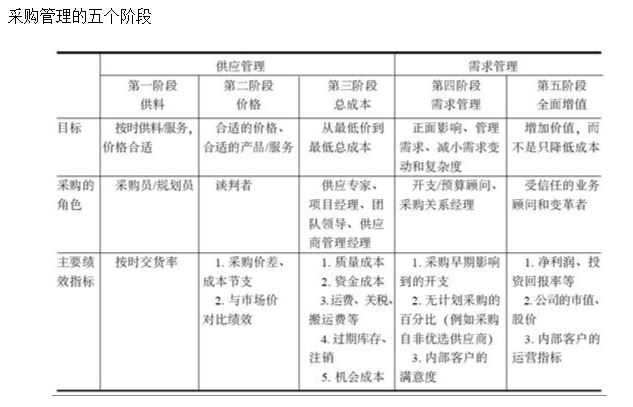 采购管理的五个阶段
供应管理
需求管理
第一阶段
供料
第二阶段
价格
第三阶段
总成本
第四阶段
需求管理
第五阶段
全面增值
目标
按时供料/服务,
价格合适
合适的价格、
合适的产品/服务
从最低价到
最低总成本
正面影响、管理
需求、减小需求变
动和复杂度
增加价值，而
不是只降低成本
采购的
角色
采购员/规划员
谈判者
供应专家、
项目经理、团
队领导、供应
商管理经理
开支/预算顾问、
采购关系经理
受信任的业务
顾问和变革者
主要绩
效指标
按时交货率
1. 采购价差、
成本节支
2. 与市场价
对比绩效
1. 质量成本
2. 资金成本
3.运费、关税、
搬运费等
4. 过期库存、
注销
5. 机会成本
1. 采购早期影响
到的开支
2. 无计划采购的
百分比（例如采购
自非优选供应商）
3. 内部客户的
满意度
1. 净利润、投
资回报率等
2. 公司的市值、
股价
3. 内部客户的
运营指标